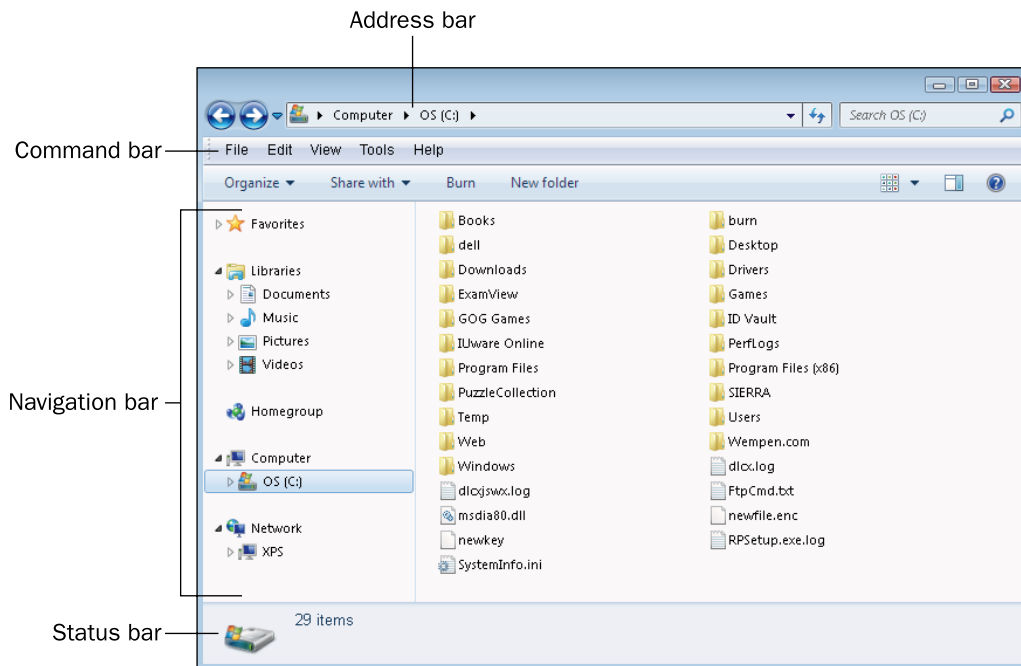 Address bar
Computer OS (C:) Search OS (C:)
Command bar File Edit View Tools Help
Organize Share with Burn New folder
Navigation bar
Favorites
Libraries
Documents
Music
Pictures
Videos
Homegroup
Computer
OS (C:)
Network
XPS
Books burn
dell Desktop
Downloads Drivers
ExamView Games
GOG Games ID Vault
IUware Online PerfLogs
Program Files Program Files (x86)
PuzzleCollection SIERRA
Temp Users
Web Wempen.com
Windows dlcx.log
dlcxjswx.log FtpCmd.txt
msdia80.dll newfile.enc
newkey RPSetup.exe.log
SystemInfo.ini
Status bar
29 items